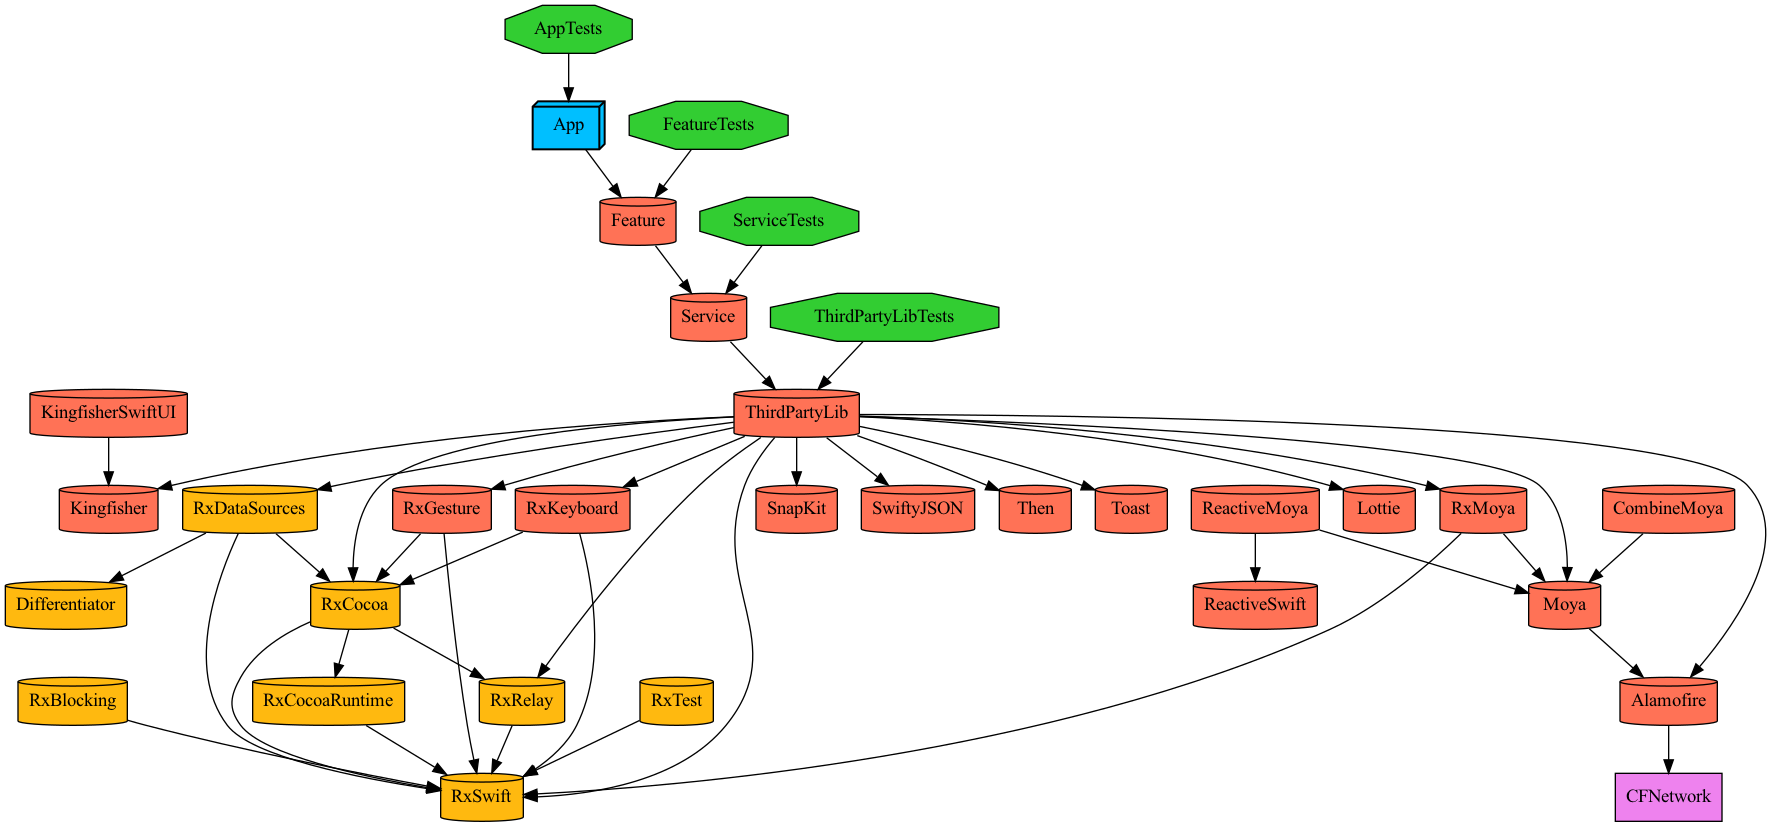 AppTests
App
FeatureTests
Feature
ServiceTests
Service
ThirdPartyLibTests
KingfisherSwiftUI
ThirdPartyLib
Kingfisher
RxDataSources
RxGesture
RxKeyboard
SnapKit
SwiftyJSON
Then
Toast
ReactiveMoya
Lottie
RxMoya
CombineMoya
Differentiator
RxCocoa
ReactiveSwift
Moya
RxBlocking
RxCocoaRuntime
RxRelay
RxTest
Alamofire
RxSwift
CFNetwork